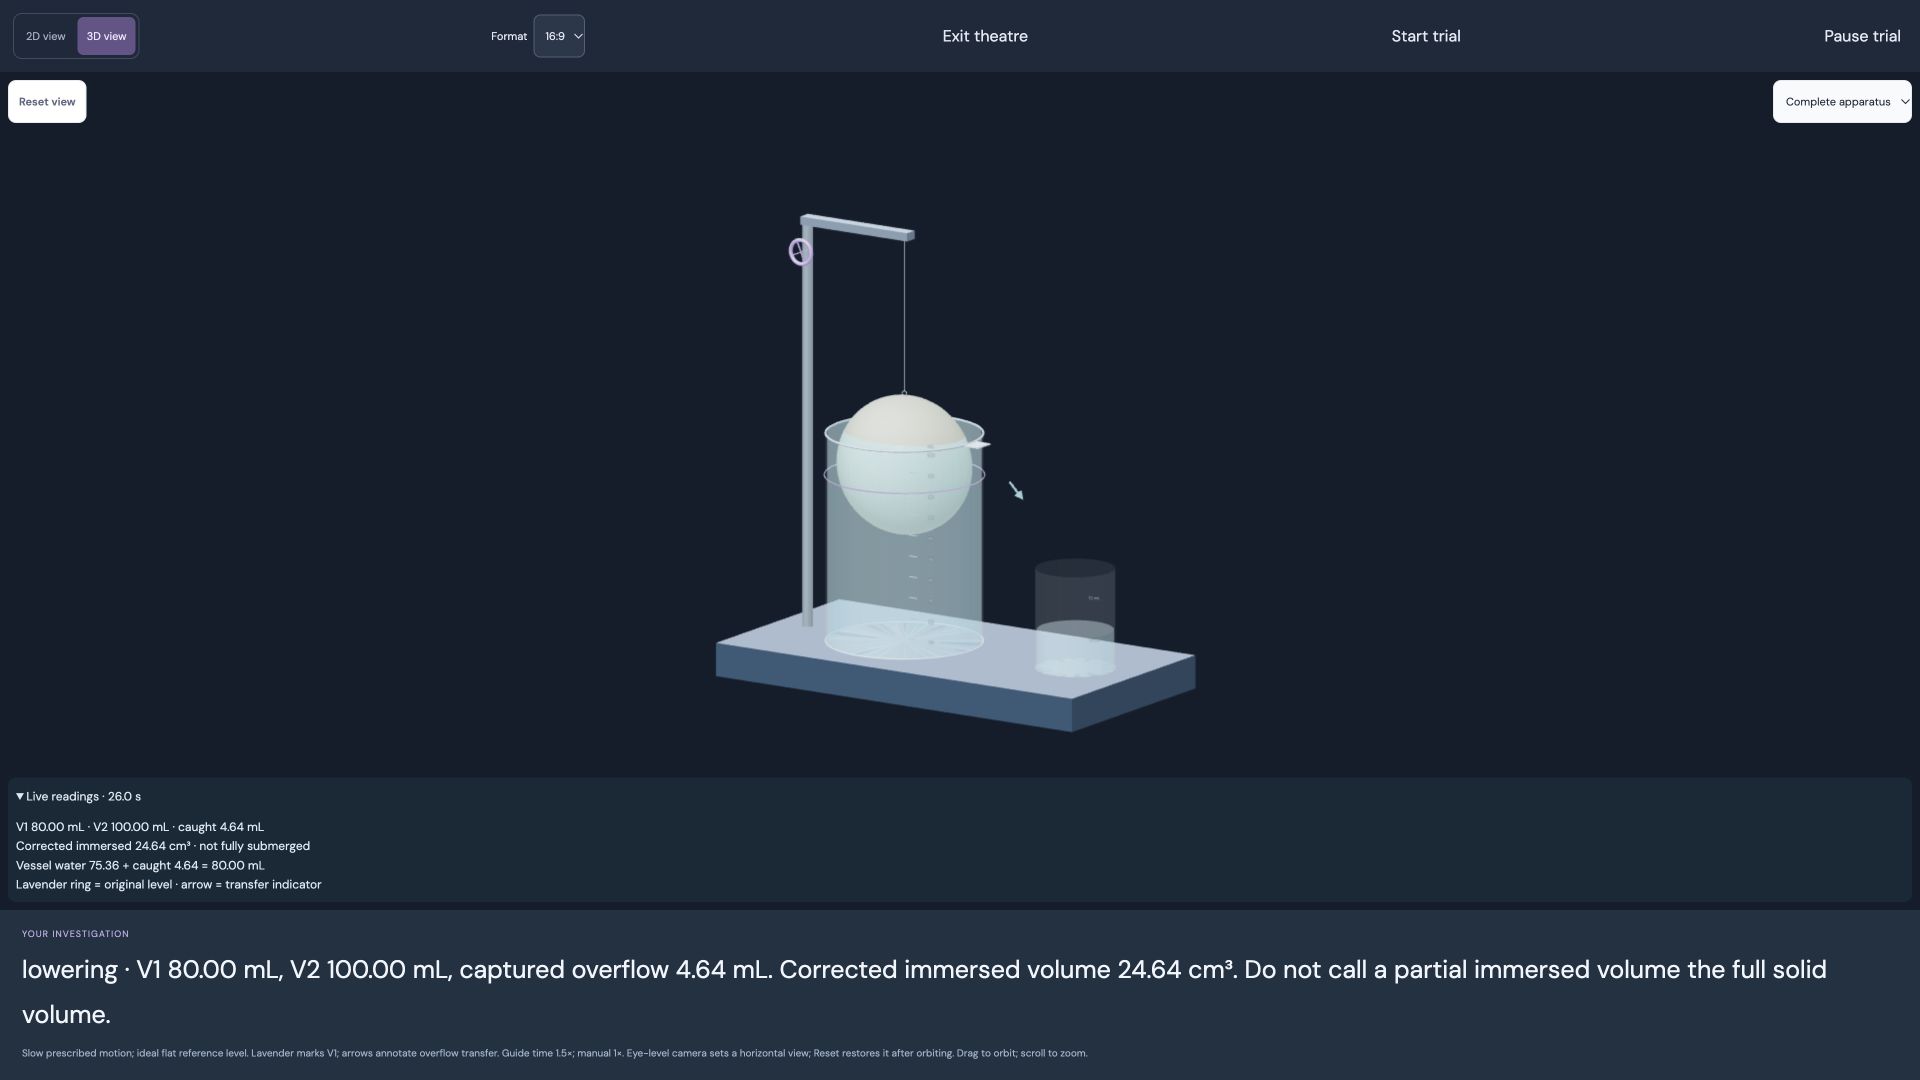 2D view
3D view
Format
16:9
Exit theatre
Start trial
Pause trial
Reset view
Complete apparatus
▼ Live readings · 26.0 s
V1 80.00 mL · V2 100.00 mL · caught 4.64 mL
Corrected immersed 24.64 cm³ · not fully submerged
Vessel water 75.36 + caught 4.64 = 80.00 mL
Lavender ring = original level · arrow = transfer indicator
YOUR INVESTIGATION
lowering · V1 80.00 mL, V2 100.00 mL, captured overflow 4.64 mL. Corrected immersed volume 24.64 cm³. Do not call a partial immersed volume the full solid
volume.
Slow prescribed motion; ideal flat reference level. Lavender marks V1; arrows annotate overflow transfer. Guide time 1.5×; manual 1×. Eye-level camera sets a horizontal view; Reset restores it after orbiting. Drag to orbit; scroll to zoom.